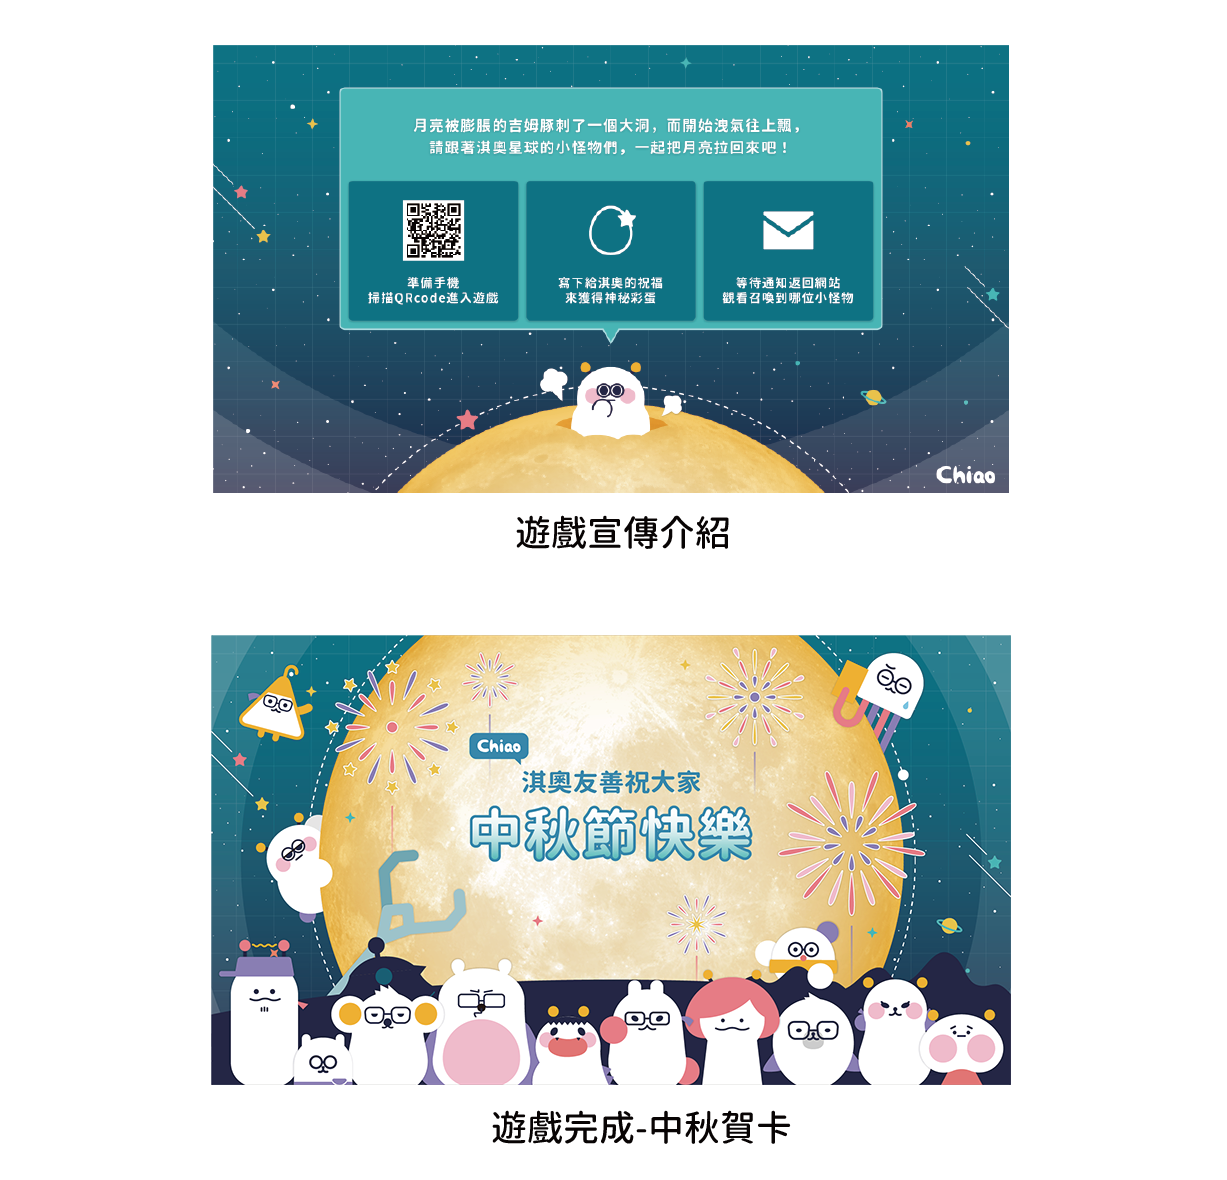 月亮被膨脹的吉姆豚刺了一個大洞，而開始洩氣往上飄，
請跟著淇奧星球的小怪物們，一起把月亮拉回來吧！
準備手機
掃描QRcode進入遊戲
寫下給淇奧的祝福
來獲得神秘彩蛋
等待通知返回網站
觀看召喚到哪位小怪物
Chiao
遊戲宣傳介紹
Chiao
淇奧友善祝大家
中秋節快樂
遊戲完成-中秋賀卡